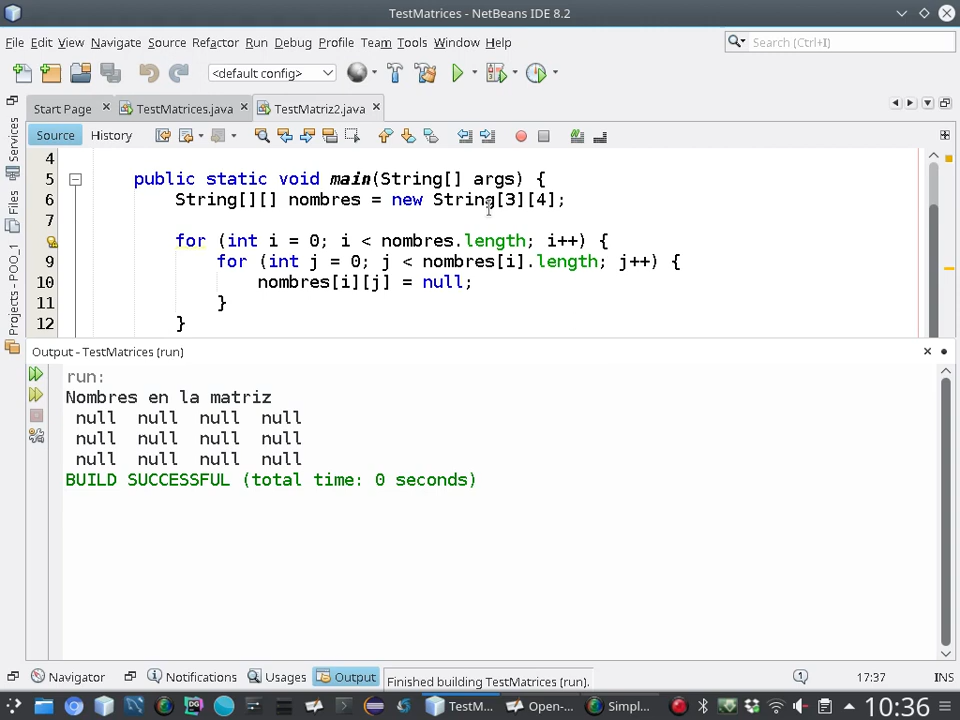 TestMatrices - NetBeans IDE 8.2
File Edit View Navigate Source Refactor Run Debug Profile Team Tools Window Help
Search (Ctrl+I)
<default config>
Start Page TestMatrices.java TestMatriz2.java
Source History
Services
Files
Projects - POO_1
4
5 public static void main(String[] args) {
6 String[][] nombres = new String[3][4];
7
for (int i = 0; i < nombres.length; i++) {
9 for (int j = 0; j < nombres[i].length; j++) {
10 nombres[i][j] = null;
11 }
12 }
Output - TestMatrices (run)
run:
Nombres en la matriz
null null null null
null null null null
null null null null
BUILD SUCCESSFUL (total time: 0 seconds)
Navigator Notifications Usages Output Finished building TestMatrices (run). 1 17:37 INS
TestM... Open-... Simpl... 10:36